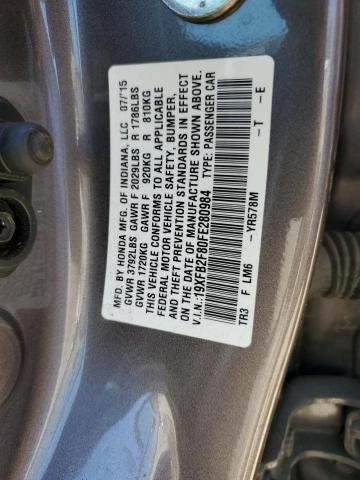 MFD. BY HONDA MFG. OF INDIANA, LLC 07/'15
GVWR 3792LBS GAWR F 2029LBS R 1786LBS
GVWR 1720KG GAWR F 920KG R 810KG
THIS VEHICLE CONFORMS TO ALL APPLICABLE
FEDERAL MOTOR VEHICLE SAFETY, BUMPER,
AND THEFT PREVENTION STANDARDS IN EFFECT
ON THE DATE OF MANUFACTURE SHOWN ABOVE.
V.I.N.:19XFB2F80FE280984 TYPE: PASSENGER CAR
TR3 F LM6 - YR578M - T - E